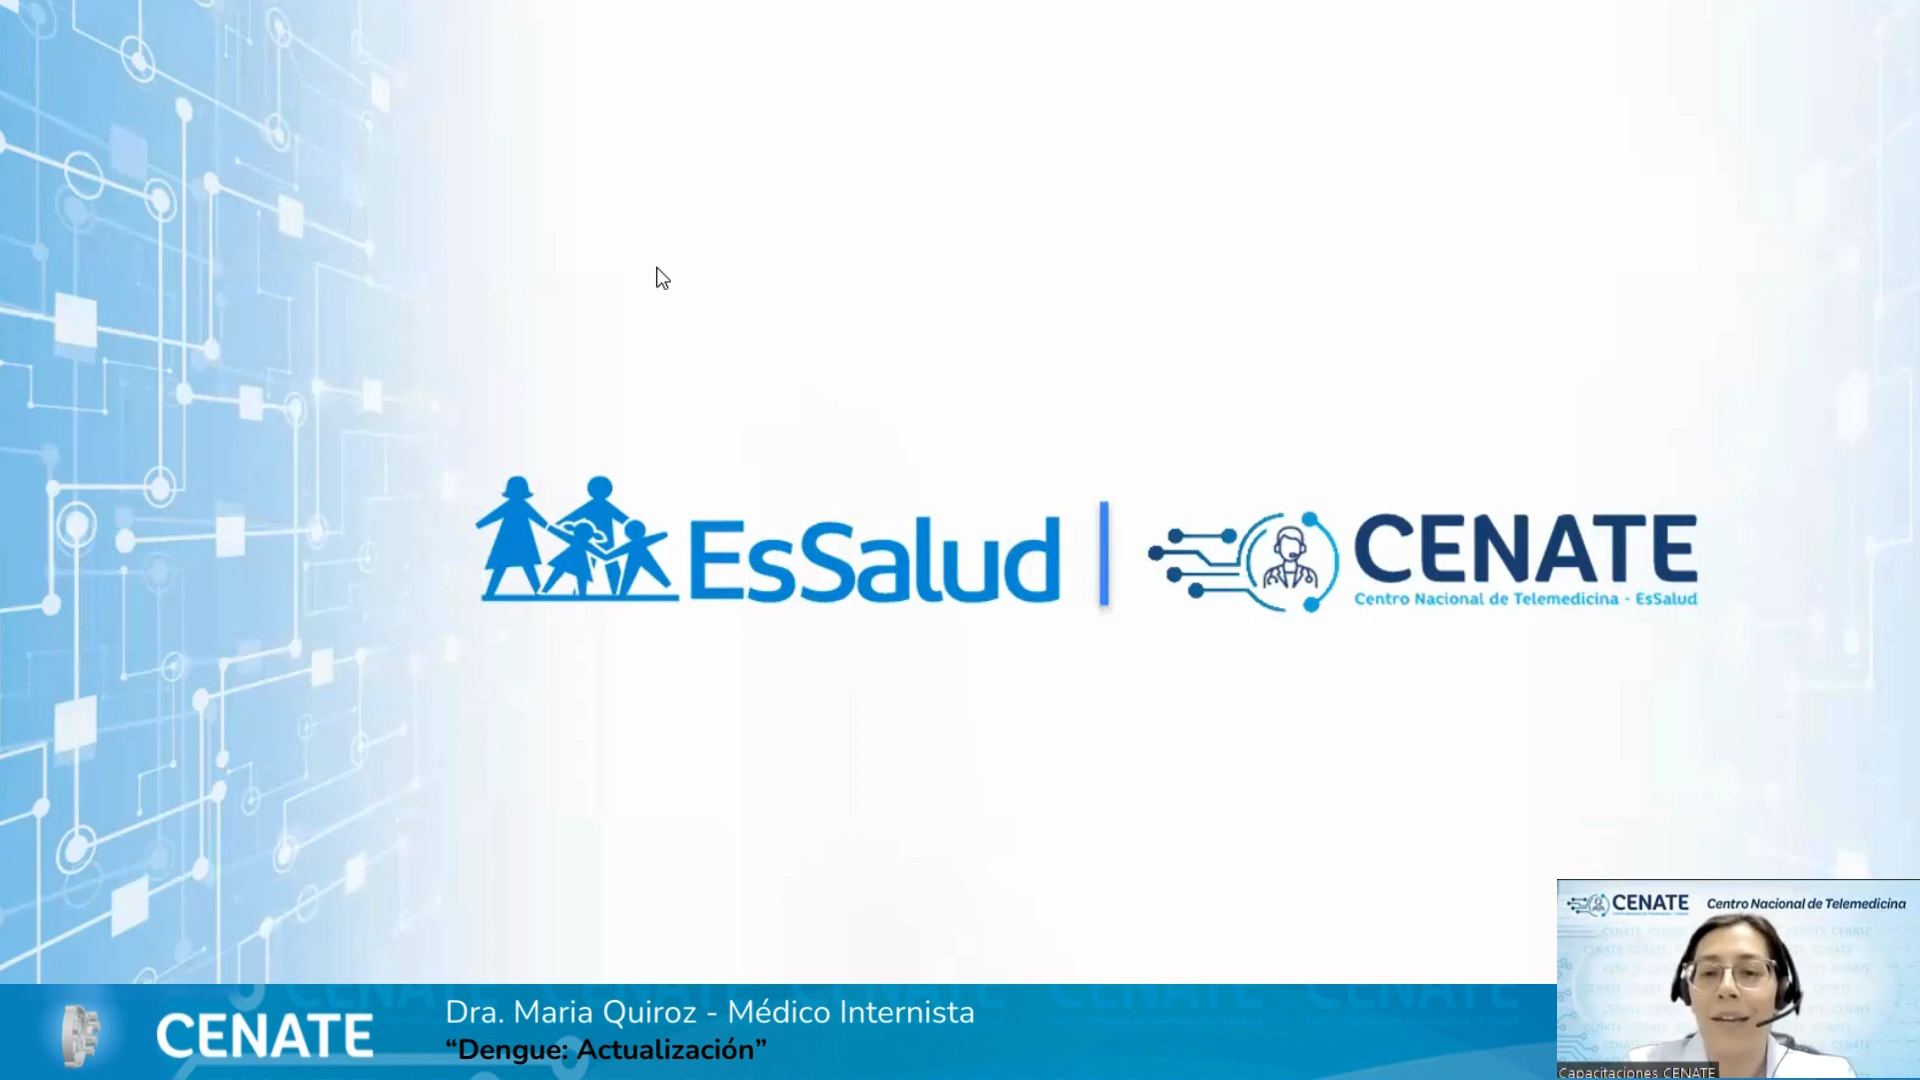 EsSalud
CENATE
Centro Nacional de Telemedicina - EsSalud
CENATE
Centro Nacional de Telemedicina
CENATE
Dra. Maria Quiroz - Médico Internista
“Dengue: Actualización”
Capacitaciones CENATE